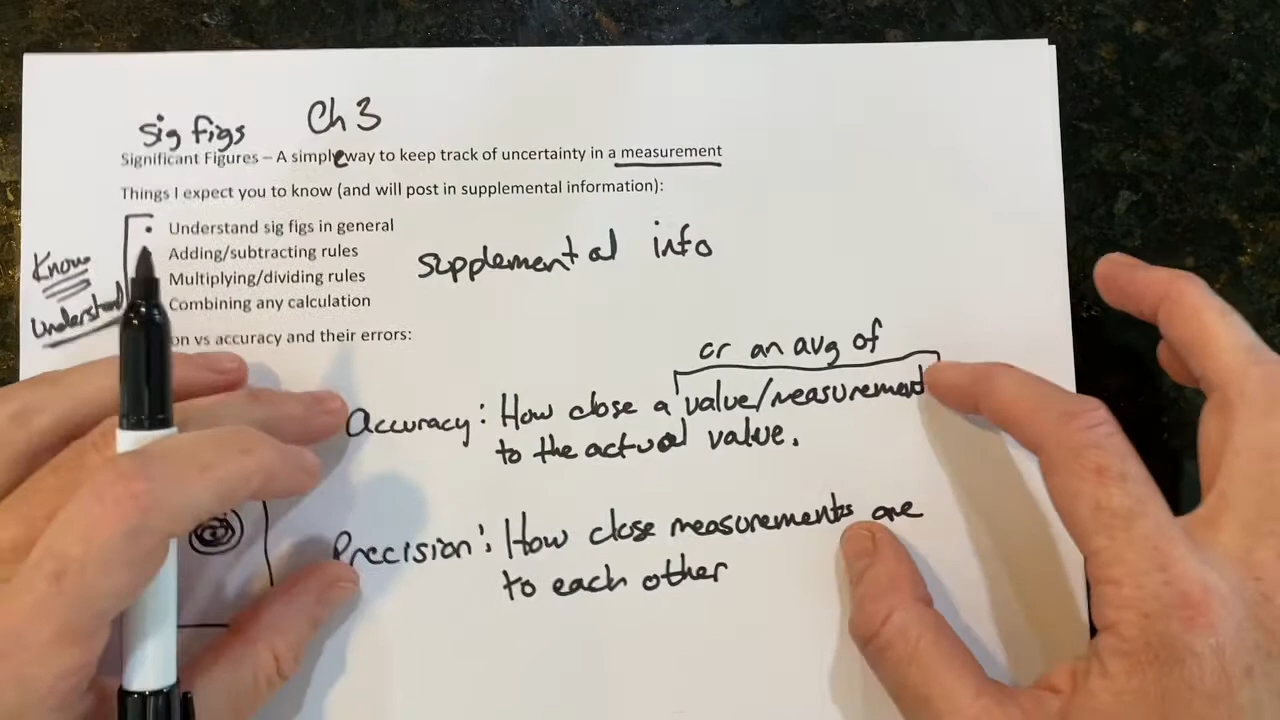 sig figs Ch 3
Significant Figures – A simple way to keep track of uncertainty in a measurement
Things I expect you to know (and will post in supplemental information):
• Understand sig figs in general
Adding/subtracting rules
supplemental info
Know
Multiplying/dividing rules
Understand
Combining any calculation
vs accuracy and their errors:
or an avg of
Accuracy: How close a value/measurement
to the actual value.
Precision: How close measurements are
to each other